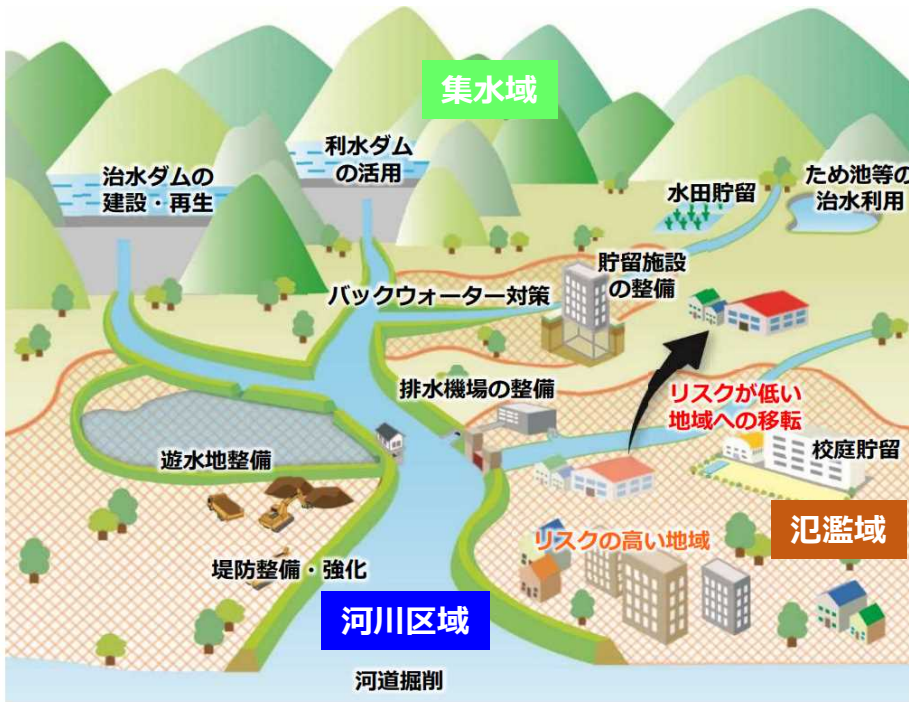 集水域
利水ダム
の活用
治水ダムの
建設・再生
水田貯留
ため池等の
治水利用
貯留施設
の整備
バックウォーター対策
排水機場の整備
リスクが低い
地域への移転
校庭貯留
遊水地整備
氾濫域
リスクの高い地域
堤防整備・強化
河川区域
河道掘削